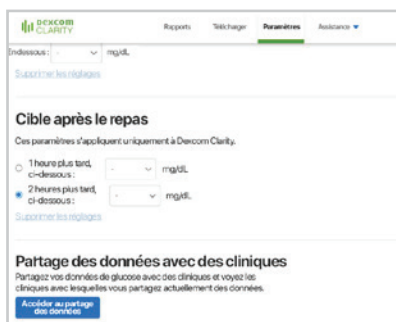 Dexcom
CLARITY
Rapports Télécharger Paramètres Assistance
Endessous : - mg/dL
Supprimer les réglages
Cible après le repas
Ces paramètres s'appliquent uniquement à Dexcom Clarity.
1 heure plus tard,
ci-dessous : - mg/dL
2 heures plus tard,
ci-dessous : - mg/dL
Supprimer les réglages
Partage des données avec des cliniques
Partagez vos données de glucose avec des cliniques et voyez les
cliniques avec lesquelles vous partagez actuellement des données.
Accéder au partage
des données